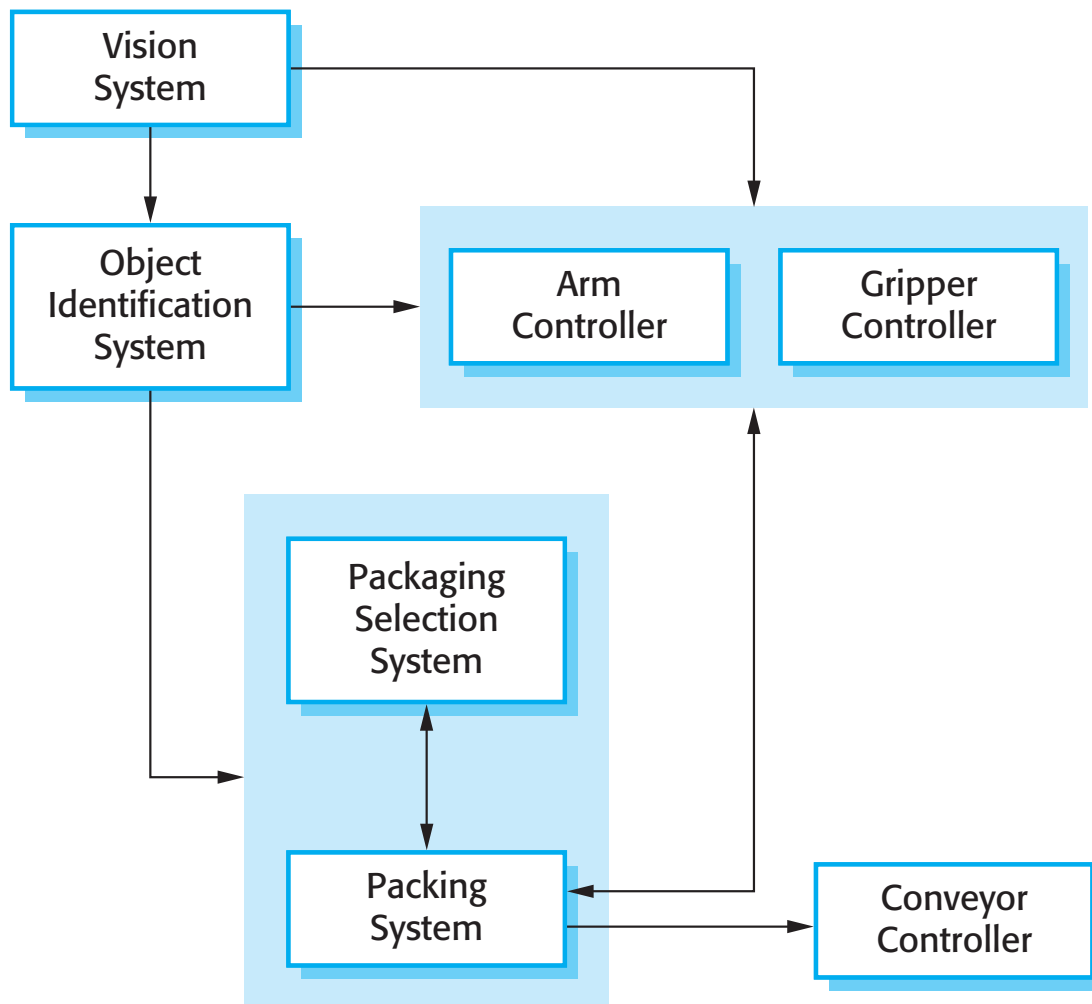 Vision
System
Object
Identification
System
Arm
Controller
Gripper
Controller
Packaging
Selection
System
Packing
System
Conveyor
Controller